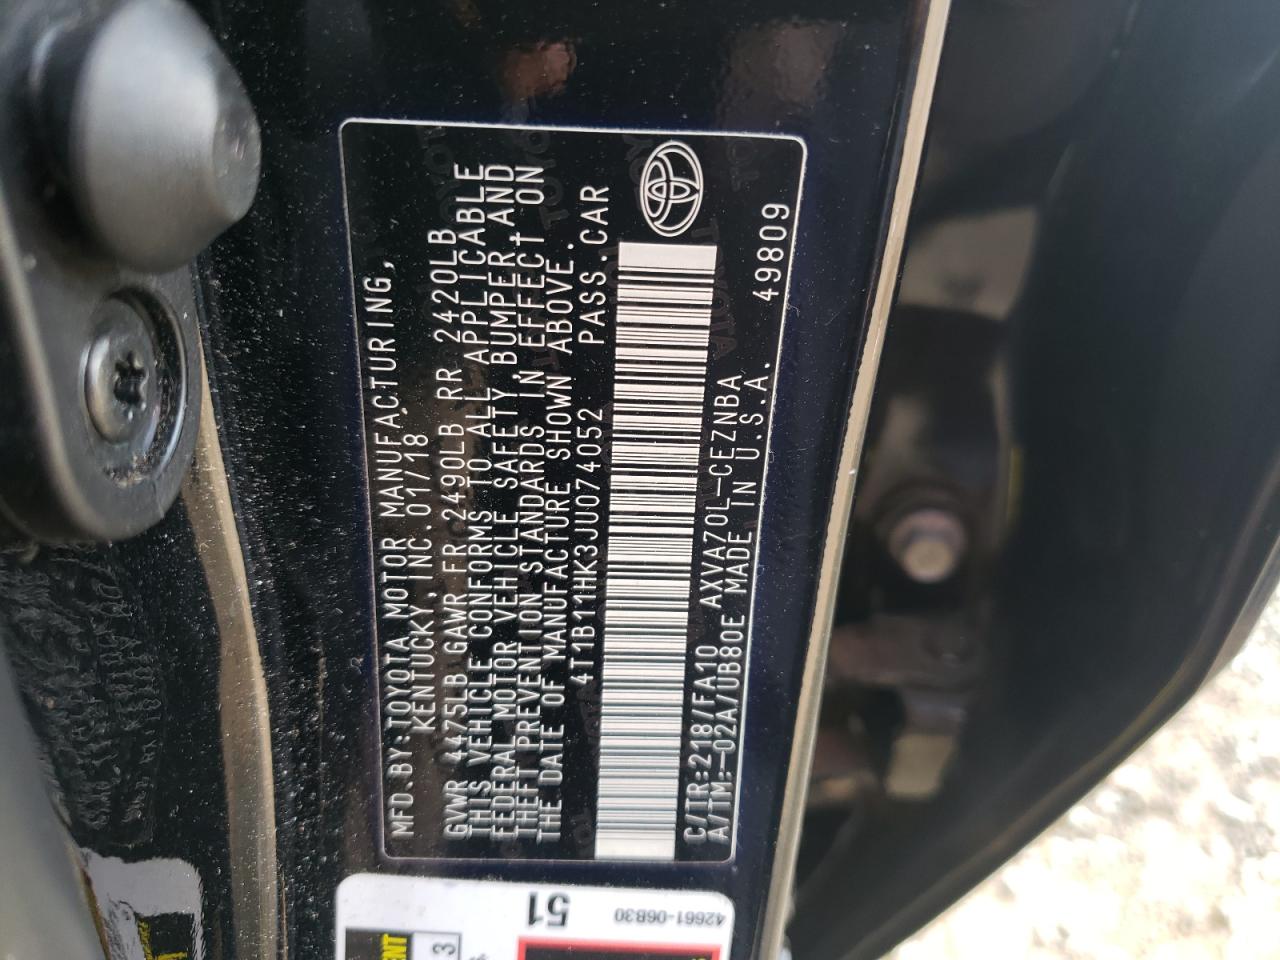 MFD.BY:TOYOTA MOTOR MANUFACTURING,
KENTUCKY,INC.01/18
GVWR 4475LB GAWR FR 2490LB RR 2420LB
THIS VEHICLE CONFORMS TO ALL APPLICABLE
FEDERAL MOTOR VEHICLE SAFETY,BUMPER,AND
THEFT PREVENTION STANDARDS IN EFFECT ON
THE DATE OF MANUFACTURE SHOWN ABOVE.
4T1B11HK3JU074052 PASS.CAR
C/TR:218/FA10 AXVA70L-CEZNBA
A/TM:-02A/UB80E MADE IN U.S.A.
49809
51
42661-06B30
3